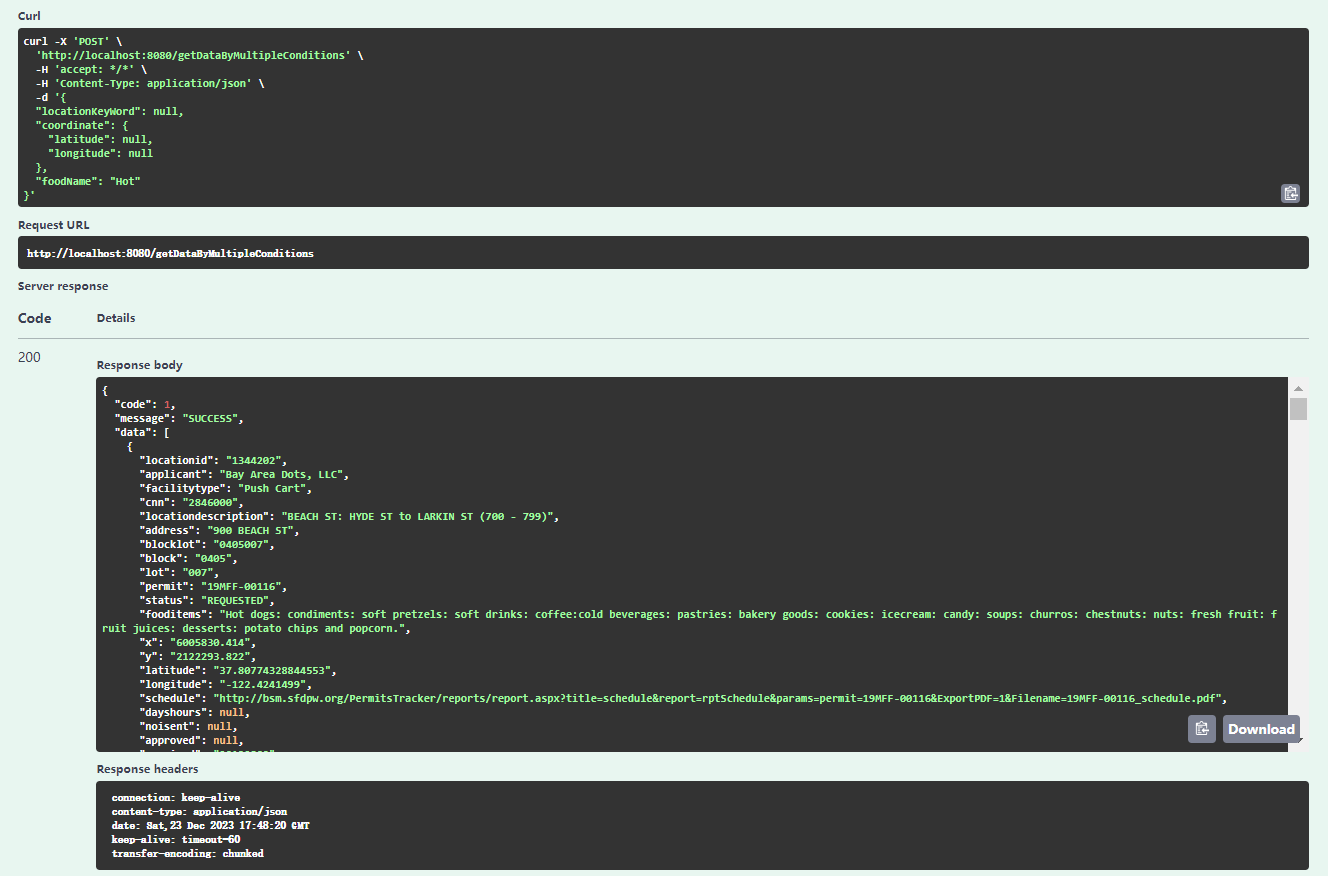 Curl
curl -X 'POST' \
  'http://localhost:8080/getDataByMultipleConditions' \
  -H 'accept: */*' \
  -H 'Content-Type: application/json' \
  -d '{
  "locationKeyWord": null,
  "coordinate": {
    "latitude": null,
    "longitude": null
  },
  "foodName": "Hot"
}'
Request URL
http://localhost:8080/getDataByMultipleConditions
Server response
Code Details
200
Response body
{
  "code": 1,
  "message": "SUCCESS",
  "data": [
    {
      "locationid": "1344202",
      "applicant": "Bay Area Dots, LLC",
      "facilitytype": "Push Cart",
      "cnn": "2846000",
      "locationdescription": "BEACH ST: HYDE ST to LARKIN ST (700 - 799)",
      "address": "900 BEACH ST",
      "blocklot": "0405007",
      "block": "0405",
      "lot": "007",
      "permit": "19MFF-00116",
      "status": "REQUESTED",
      "fooditems": "Hot dogs: condiments: soft pretzels: soft drinks: coffee:cold beverages: pastries: bakery goods: cookies: icecream: candy: soups: churros: chestnuts: nuts: fresh fruit: f
ruit juices: desserts: potato chips and popcorn.",
      "x": "6005830.414",
      "y": "2122293.822",
      "latitude": "37.80774328844553",
      "longitude": "-122.4241499",
      "schedule": "http://bsm.sfdpw.org/PermitsTracker/reports/report.aspx?title=schedule&report=rptSchedule&params=permit=19MFF-00116&ExportPDF=1&Filename=19MFF-00116_schedule.pdf",
      "dayshours": null,
      "noisent": null,
      "approved": null,
Download
Response headers
connection: keep-alive
content-type: application/json
date: Sat,23 Dec 2023 17:48:20 GMT
keep-alive: timeout=60
transfer-encoding: chunked